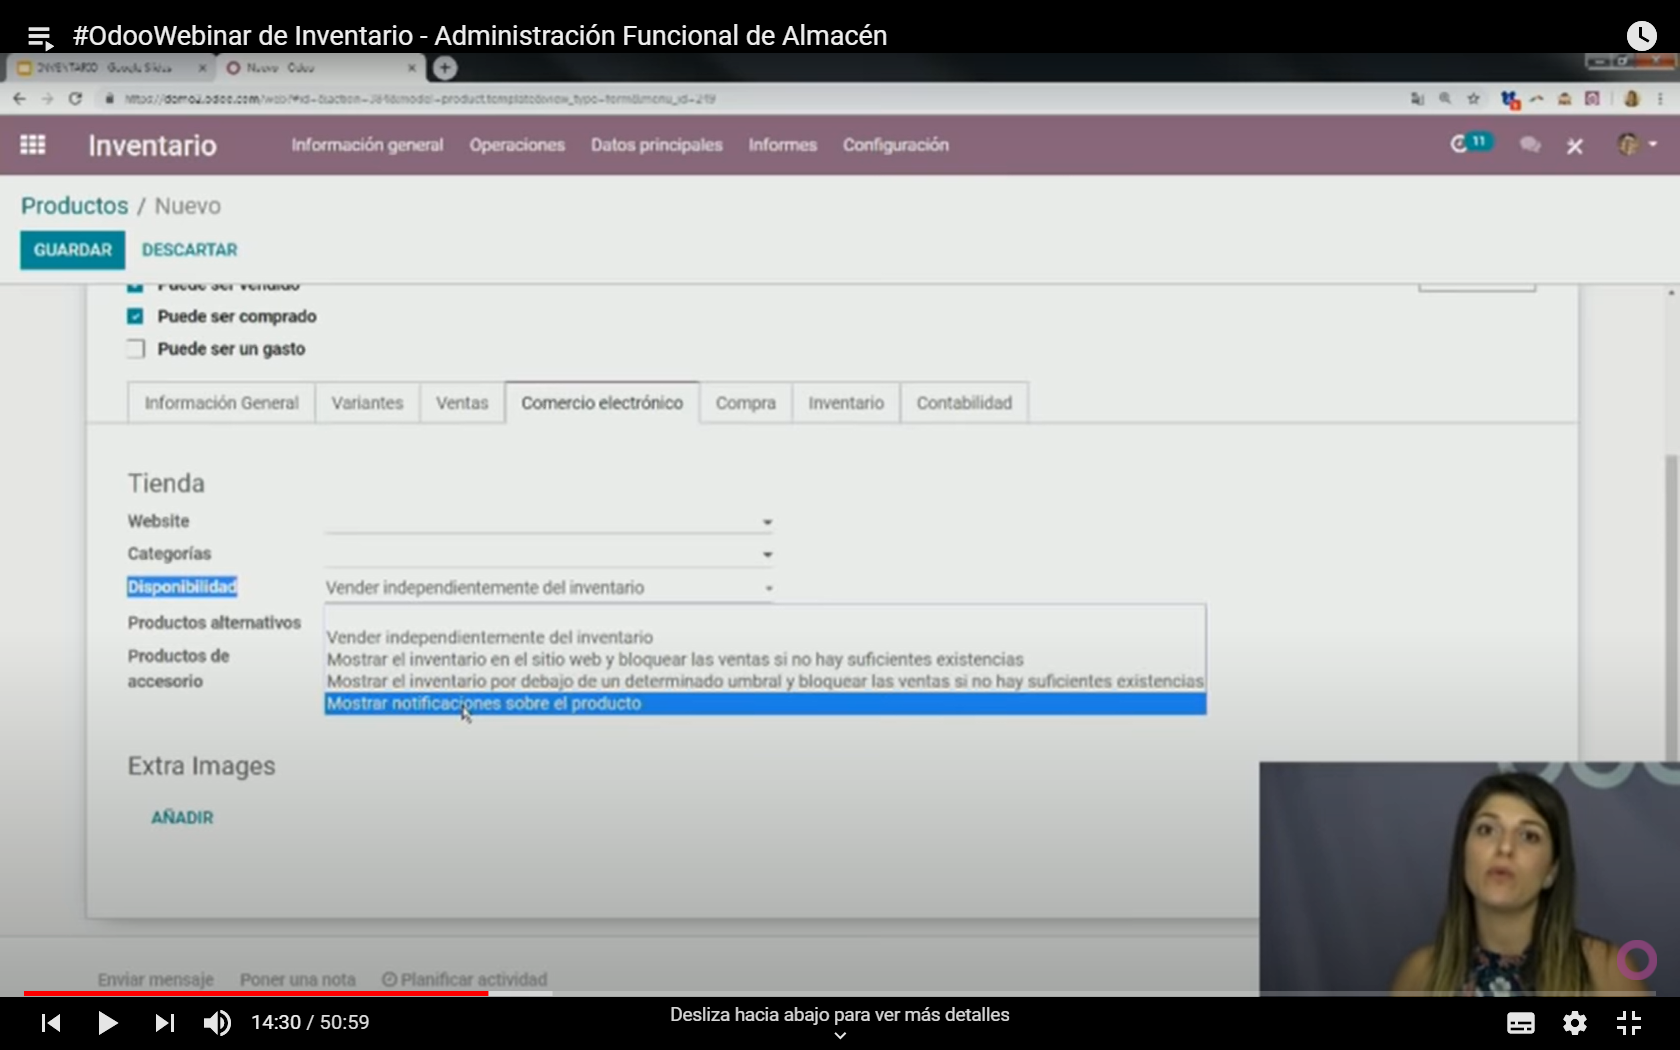 #OdooWebinar de Inventario - Administración Funcional de Almacén
INVENTARIO - Google Slides
Nuevo - Odoo
Inventario
Información general
Operaciones
Datos principales
Informes
Configuración
11
Productos / Nuevo
GUARDAR
DESCARTAR
Puede ser vendido
Puede ser comprado
Puede ser un gasto
Información General
Variantes
Ventas
Comercio electrónico
Compra
Inventario
Contabilidad
Tienda
Website
Categorías
Disponibilidad
Vender independientemente del inventario
Productos alternativos
Vender independientemente del inventario
Mostrar el inventario en el sitio web y bloquear las ventas si no hay suficientes existencias
Productos de
accesorio
Mostrar el inventario por debajo de un determinado umbral y bloquear las ventas si no hay suficientes existencias
Mostrar notificaciones sobre el producto
Extra Images
AÑADIR
Enviar mensaje
Poner una nota
Planificar actividad
14:30 / 50:59
Desliza hacia abajo para ver más detalles